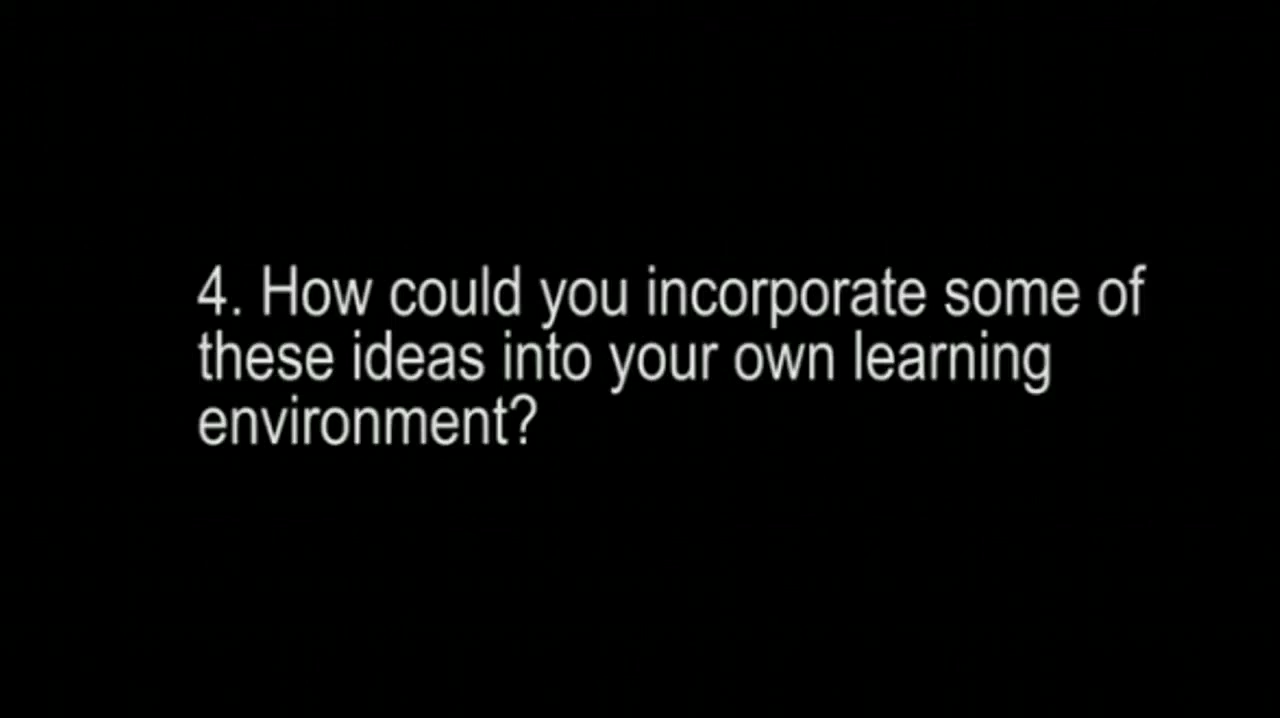 4. How could you incorporate some of
these ideas into your own learning
environment?